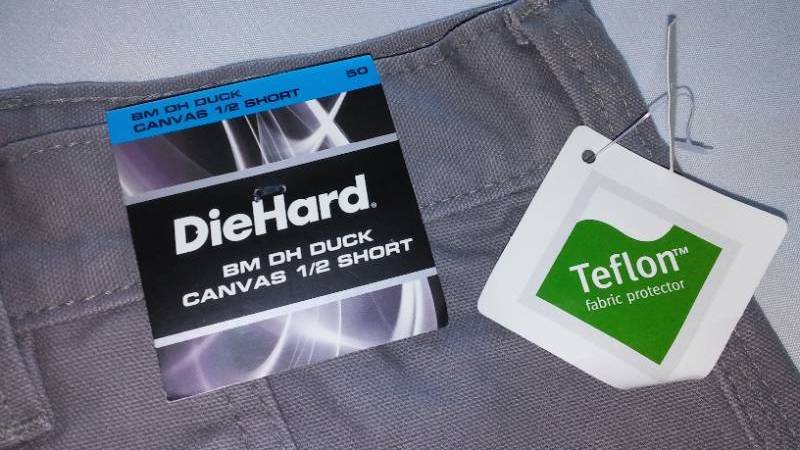 BM DH DUCK 50
CANVAS 1/2 SHORT
DieHard®
BM DH DUCK
CANVAS 1/2 SHORT
Teflon™
fabric protector